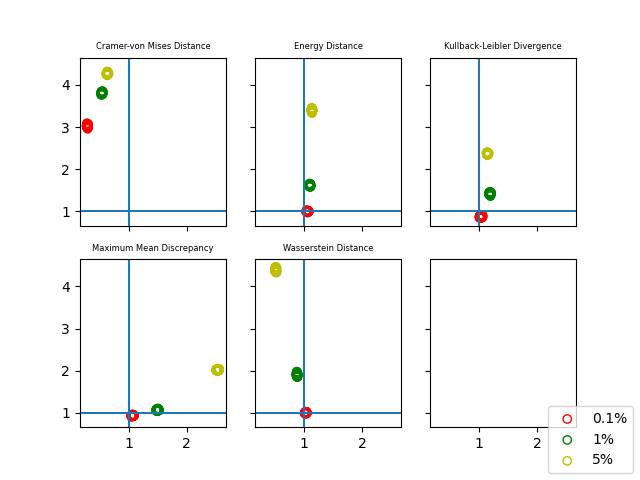 Cramer-von Mises Distance
Energy Distance
Kullback-Leibler Divergence
4
3
2
1
Maximum Mean Discrepancy
Wasserstein Distance
4
3
2
1
1 2
1 2
1 2
0.1%
1%
5%